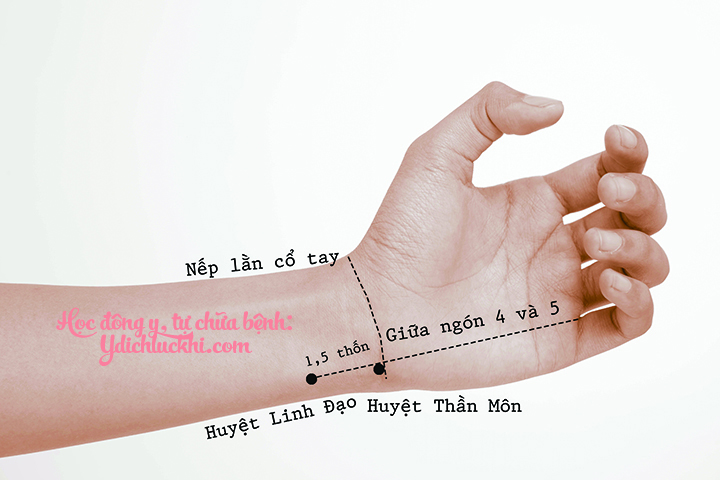 Nếp lằn cổ tay
Học đông y, tự chữa bệnh:
Ydichluckhi.com
Giữa ngón 4 và 5
1,5 thốn
Huyệt Linh Đạo
Huyệt Thần Môn